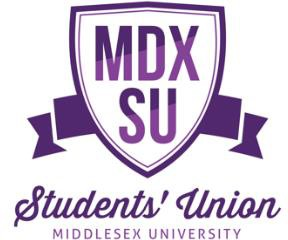 MDX
SU
Students' Union
MIDDLESEX UNIVERSITY